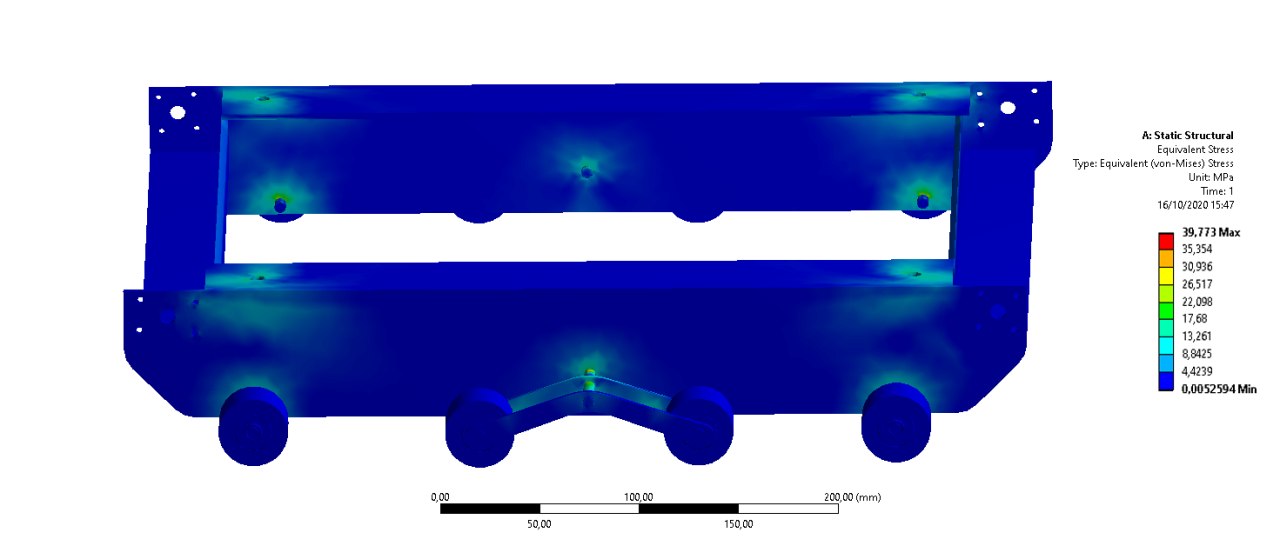 A: Static Structural
Equivalent Stress
Type: Equivalent (von-Mises) Stress
Unit: MPa
Time: 1
16/10/2020 15:47
39,773 Max
35,354
30,936
26,517
22,098
17,68
13,261
8,8425
4,4239
0,0052594 Min
0,00 100,00 200,00 (mm)
50,00 150,00